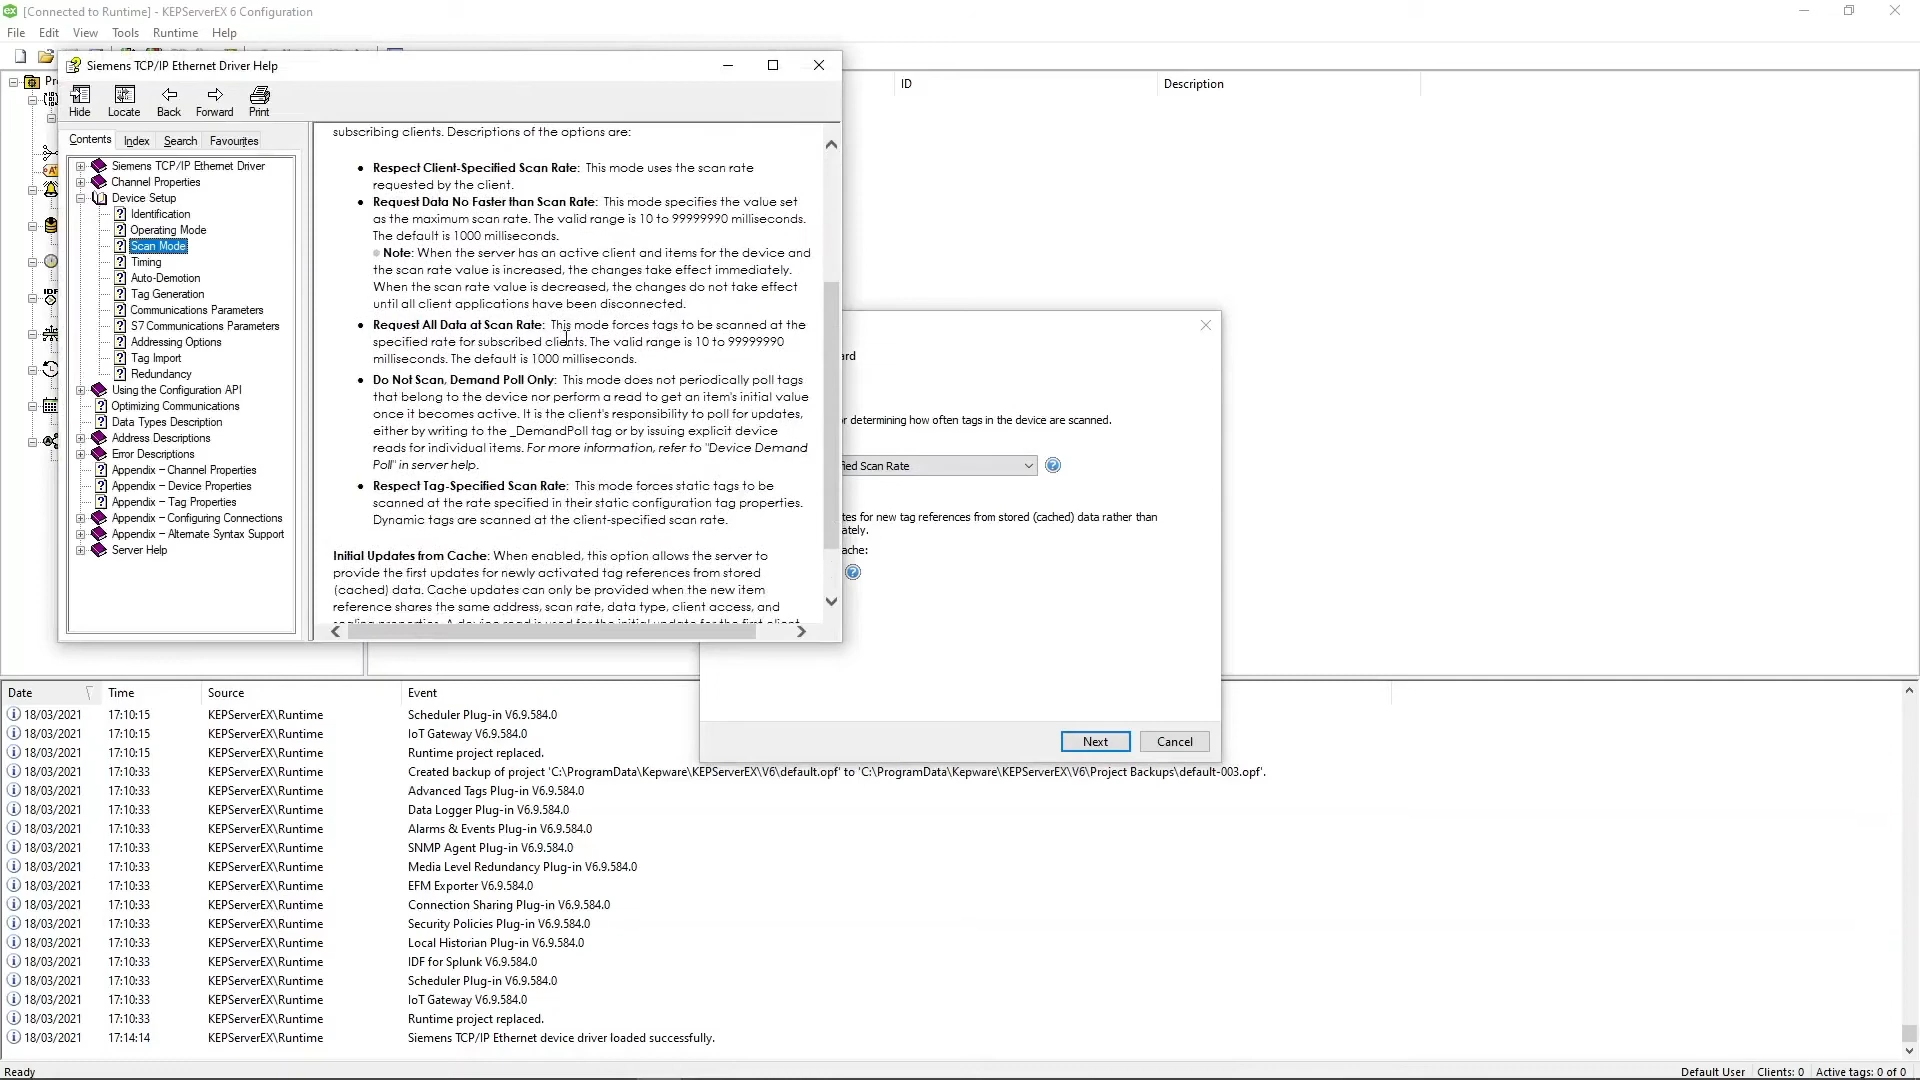 [Connected to Runtime] - KEPServerEX 6 Configuration
File Edit View Tools Runtime Help
Siemens TCP/IP Ethernet Driver Help
Hide Locate Back Forward Print
Contents Index Search Favourites
Siemens TCP/IP Ethernet Driver
Channel Properties
Device Setup
Identification
Operating Mode
Scan Mode
Timing
Auto-Demotion
Tag Generation
Communications Parameters
S7 Communications Parameters
Addressing Options
Tag Import
Redundancy
Using the Configuration API
Optimizing Communications
Data Types Description
Address Descriptions
Error Descriptions
Appendix – Channel Properties
Appendix – Device Properties
Appendix – Tag Properties
Appendix – Configuring Connections
Appendix – Alternate Syntax Support
Server Help
subscribing clients. Descriptions of the options are:
Respect Client-Specified Scan Rate: This mode uses the scan rate
requested by the client.
Request Data No Faster than Scan Rate: This mode specifies the value set
as the maximum scan rate. The valid range is 10 to 99999990 milliseconds.
The default is 1000 milliseconds.
Note: When the server has an active client and items for the device and
the scan rate value is increased, the changes take effect immediately.
When the scan rate value is decreased, the changes do not take effect
until all client applications have been disconnected.
Request All Data at Scan Rate: This mode forces tags to be scanned at the
specified rate for subscribed clients. The valid range is 10 to 99999990
milliseconds. The default is 1000 milliseconds.
Do Not Scan, Demand Poll Only: This mode does not periodically poll tags
that belong to the device nor perform a read to get an item's initial value
once it becomes active. It is the client's responsibility to poll for updates,
either by writing to the _DemandPoll tag or by issuing explicit device
reads for individual items. For more information, refer to "Device Demand
Poll" in server help.
Respect Tag-Specified Scan Rate: This mode forces static tags to be
scanned at the rate specified in their static configuration tag properties.
Dynamic tags are scanned at the client-specified scan rate.
Initial Updates from Cache: When enabled, this option allows the server to
provide the first updates for newly activated tag references from stored
(cached) data. Cache updates can only be provided when the new item
reference shares the same address, scan rate, data type, client access, and
ID Description
ard
r determining how often tags in the device are scanned.
ied Scan Rate
tes for new tag references from stored (cached) data rather than
ately.
ache:
Next Cancel
Date Time Source Event
18/03/2021 17:10:15 KEPServerEX\Runtime Scheduler Plug-in V6.9.584.0
18/03/2021 17:10:15 KEPServerEX\Runtime IoT Gateway V6.9.584.0
18/03/2021 17:10:15 KEPServerEX\Runtime Runtime project replaced.
18/03/2021 17:10:33 KEPServerEX\Runtime Created backup of project 'C:\ProgramData\Kepware\KEPServerEX\V6\default.opf' to 'C:\ProgramData\Kepware\KEPServerEX\V6\Project Backups\default-003.opf'.
18/03/2021 17:10:33 KEPServerEX\Runtime Advanced Tags Plug-in V6.9.584.0
18/03/2021 17:10:33 KEPServerEX\Runtime Data Logger Plug-in V6.9.584.0
18/03/2021 17:10:33 KEPServerEX\Runtime Alarms & Events Plug-in V6.9.584.0
18/03/2021 17:10:33 KEPServerEX\Runtime SNMP Agent Plug-in V6.9.584.0
18/03/2021 17:10:33 KEPServerEX\Runtime Media Level Redundancy Plug-in V6.9.584.0
18/03/2021 17:10:33 KEPServerEX\Runtime EFM Exporter V6.9.584.0
18/03/2021 17:10:33 KEPServerEX\Runtime Connection Sharing Plug-in V6.9.584.0
18/03/2021 17:10:33 KEPServerEX\Runtime Security Policies Plug-in V6.9.584.0
18/03/2021 17:10:33 KEPServerEX\Runtime Local Historian Plug-in V6.9.584.0
18/03/2021 17:10:33 KEPServerEX\Runtime IDF for Splunk V6.9.584.0
18/03/2021 17:10:33 KEPServerEX\Runtime Scheduler Plug-in V6.9.584.0
18/03/2021 17:10:33 KEPServerEX\Runtime IoT Gateway V6.9.584.0
18/03/2021 17:10:33 KEPServerEX\Runtime Runtime project replaced.
18/03/2021 17:14:14 KEPServerEX\Runtime Siemens TCP/IP Ethernet device driver loaded successfully.
Ready Default User Clients: 0 Active tags: 0 of 0